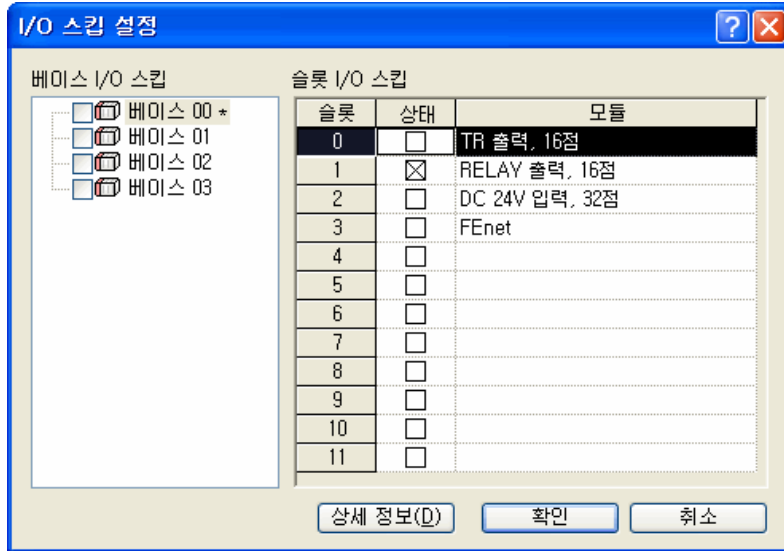 I/O 스킵 설정
베이스 I/O 스킵
베이스 00 *
베이스 01
베이스 02
베이스 03
슬롯 I/O 스킵
슬롯 상태 모듈
0 TR 출력, 16점
1 RELAY 출력, 16점
2 DC 24V 입력, 32점
3 FEnet
4
5
6
7
8
9
10
11
상세 정보(D) 확인 취소